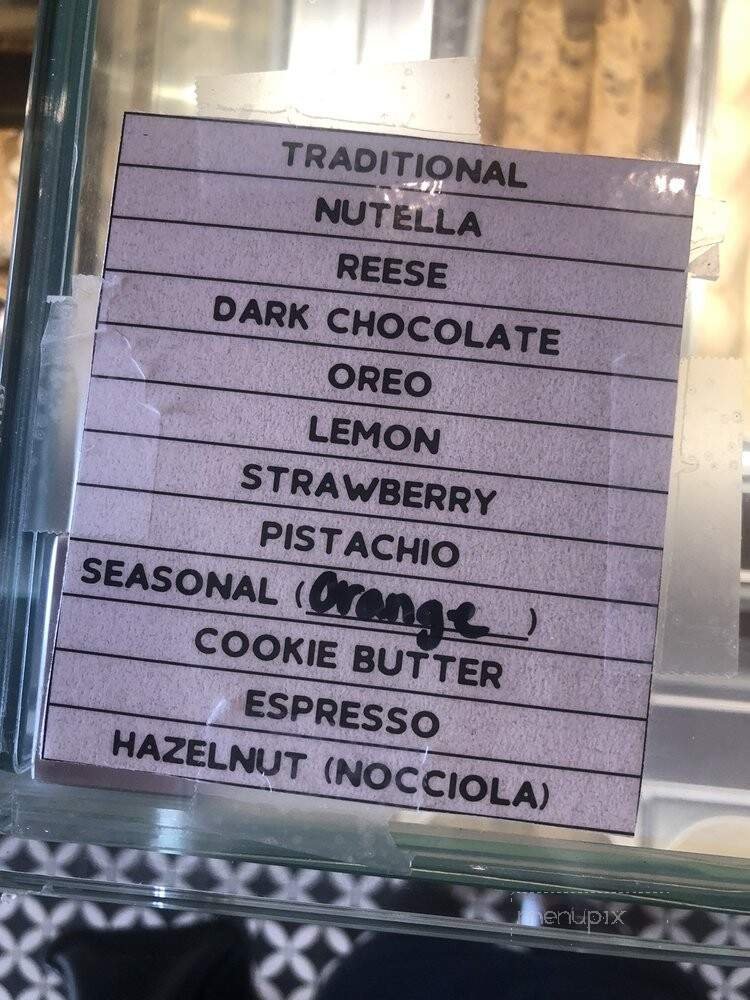 TRADITIONAL
NUTELLA
REESE
DARK CHOCOLATE
OREO
LEMON
STRAWBERRY
PISTACHIO
SEASONAL (Orange)
COOKIE BUTTER
ESPRESSO
HAZELNUT (NOCCIOLA)
menupix